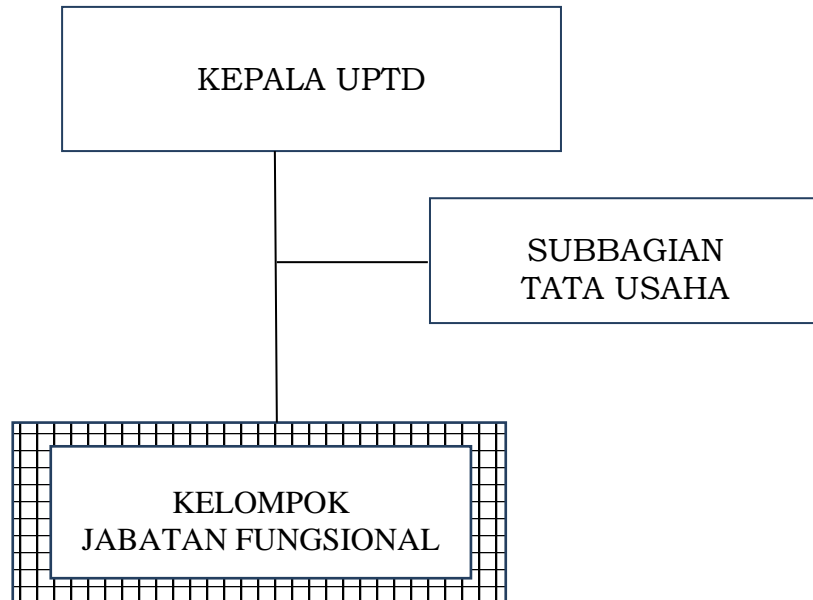 KEPALA UPTD
SUBBAGIAN
TATA USAHA
KELOMPOK
JABATAN FUNGSIONAL